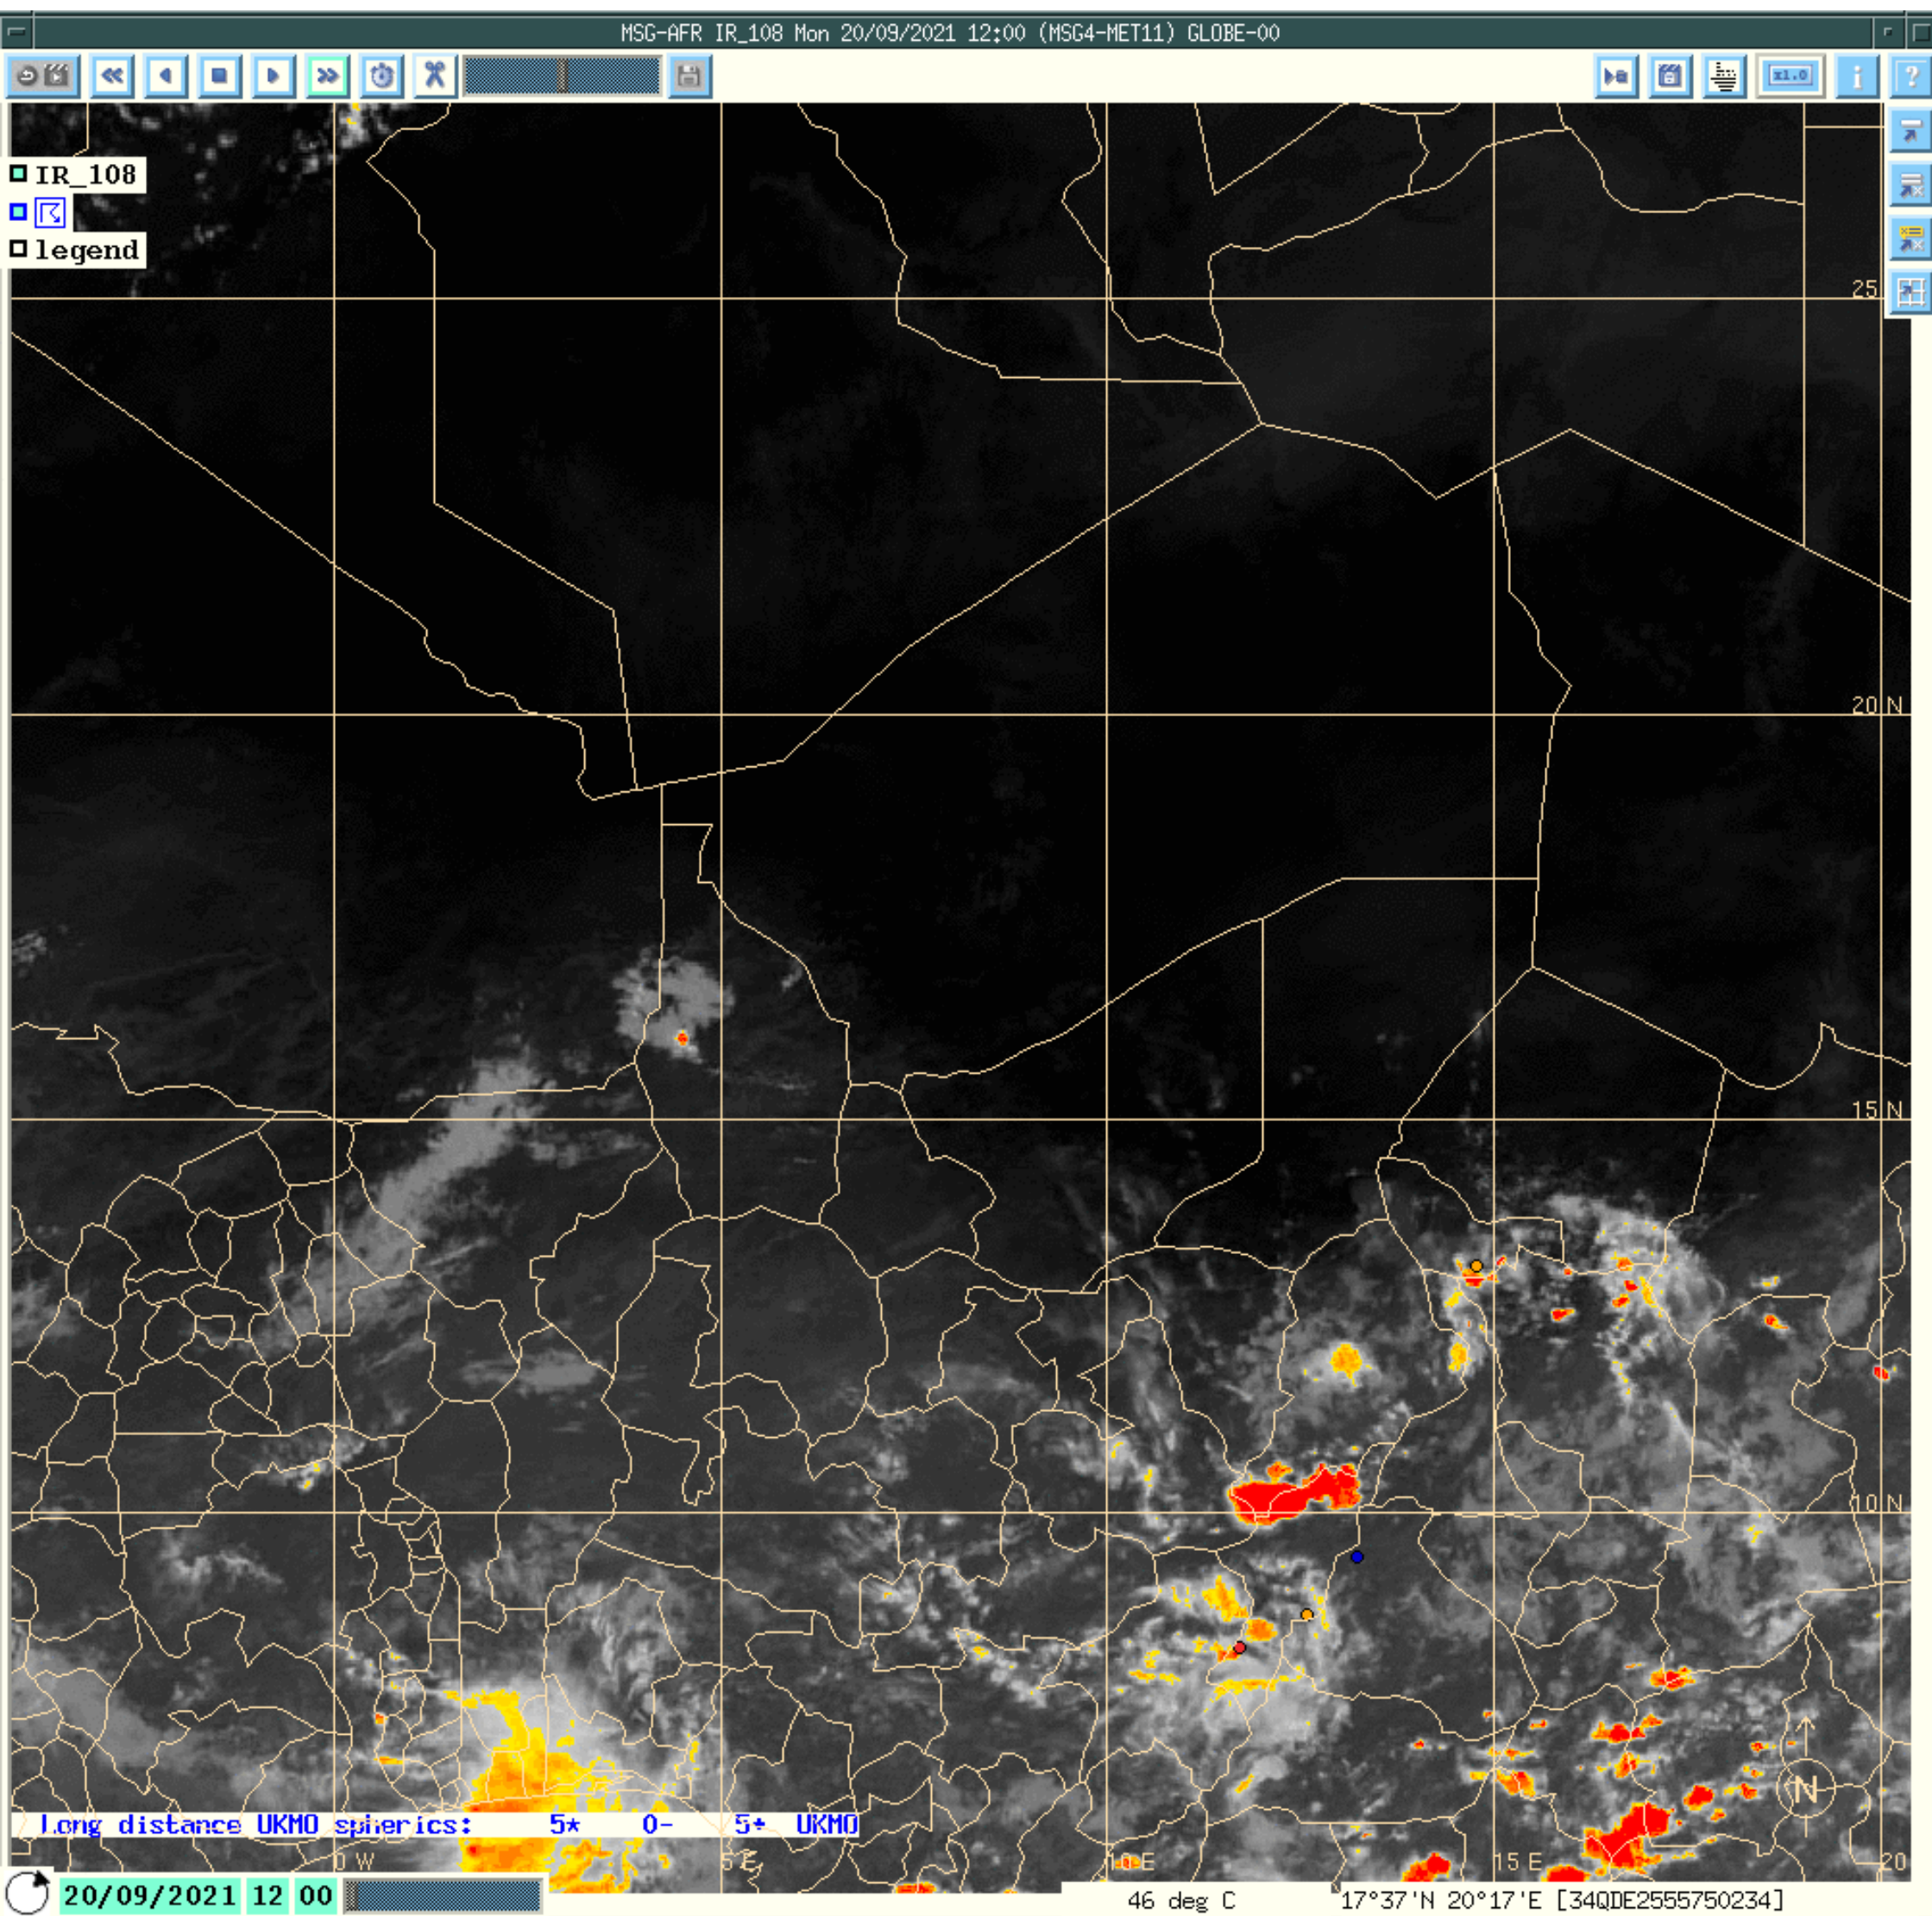 MSG-AFR IR_108 Mon 20/09/2021 12:00 (MSG4-MET11) GLOBE-00
x1.0
i
?
IR_108
legend
25
20 N
15 N
10 N
N
Long distance UKMO spherics: 5* 0- 5+ UKMO
0 W
5 E
10 E
15 E
20
20/09/2021 12 00
46 deg C
17°37'N 20°17'E [34QDE2555750234]